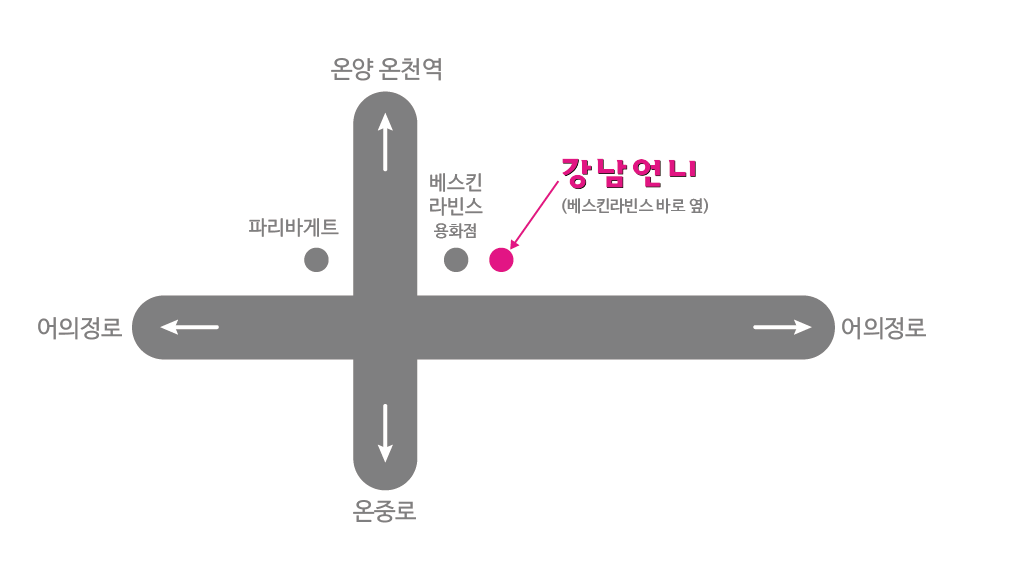 온양 온천역
강남언니
(베스킨라빈스 바로 옆)
베스킨
라빈스
용화점
파리바게트
어의정로
어의정로
온중로